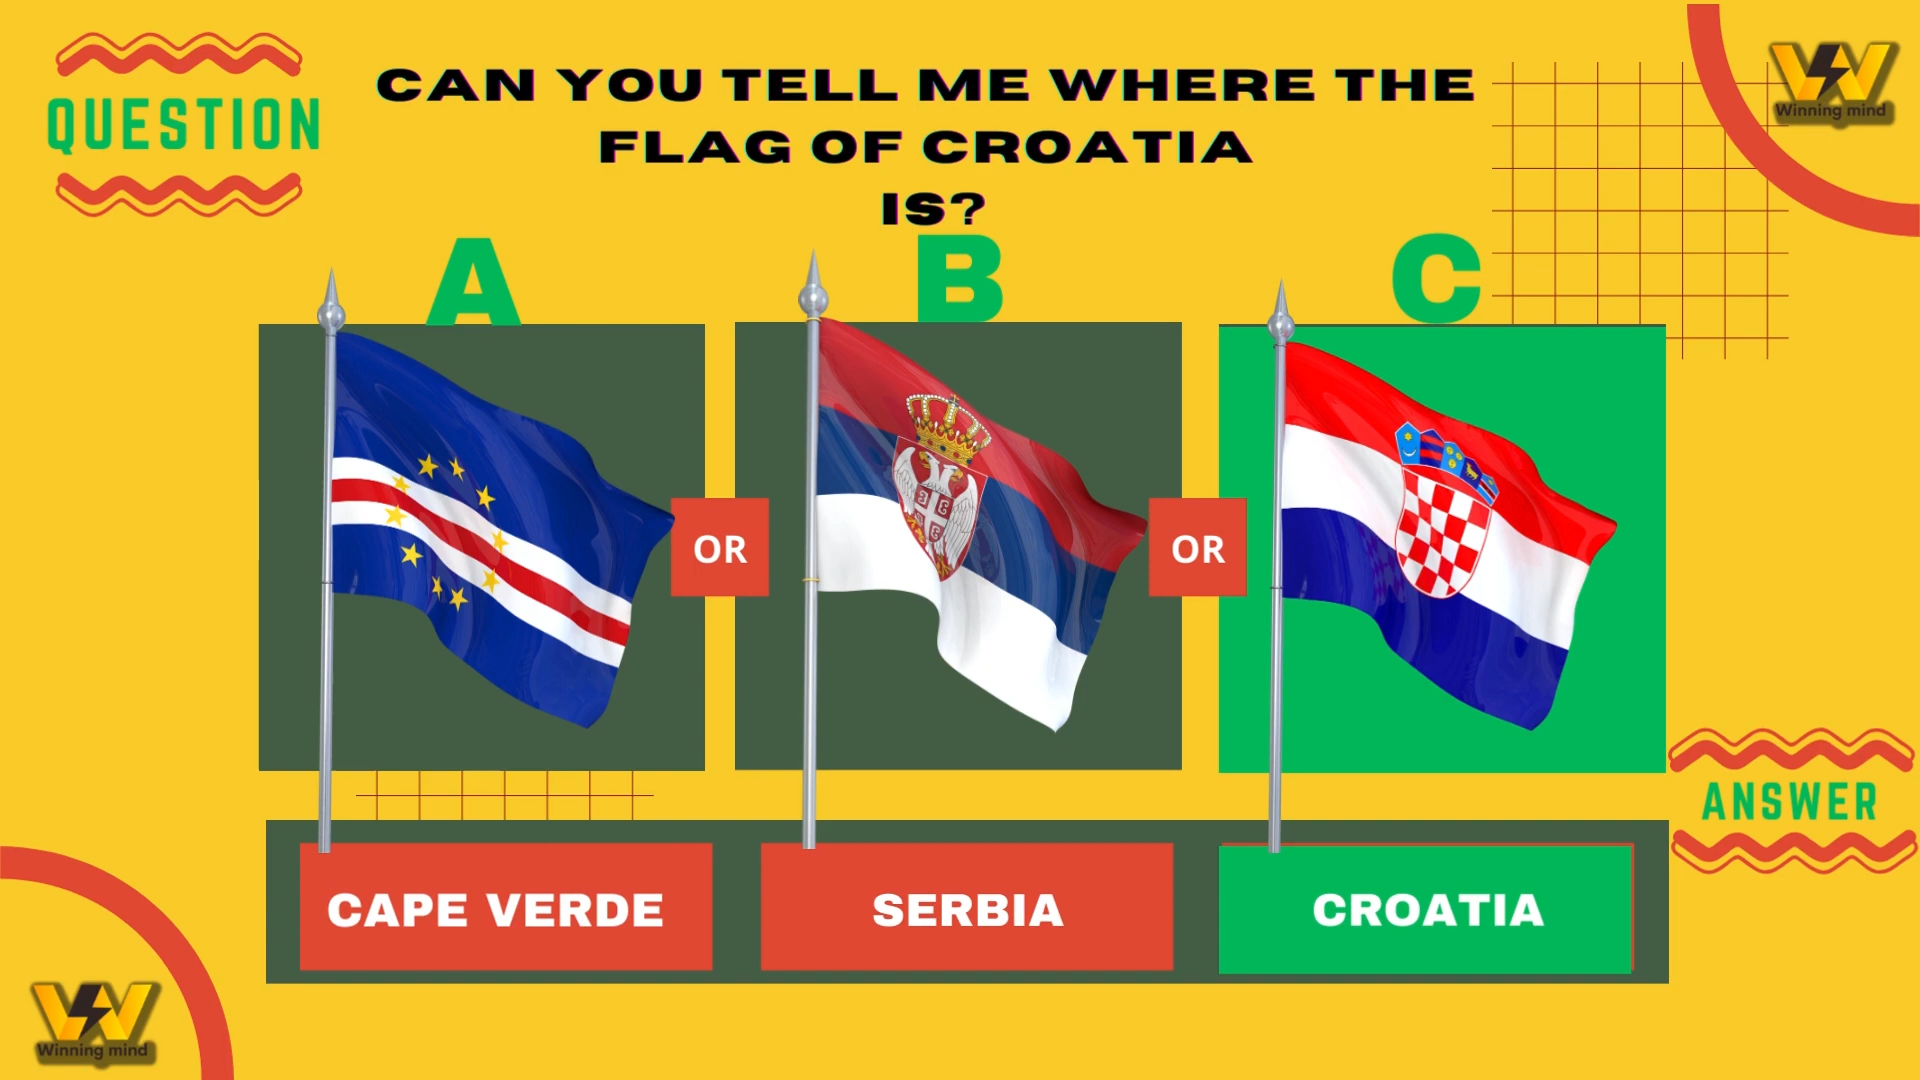 QUESTION
CAN YOU TELL ME WHERE THE
FLAG OF CROATIA
IS?
Winning mind
A
B
C
OR
OR
ANSWER
CAPE VERDE
SERBIA
CROATIA
Winning mind